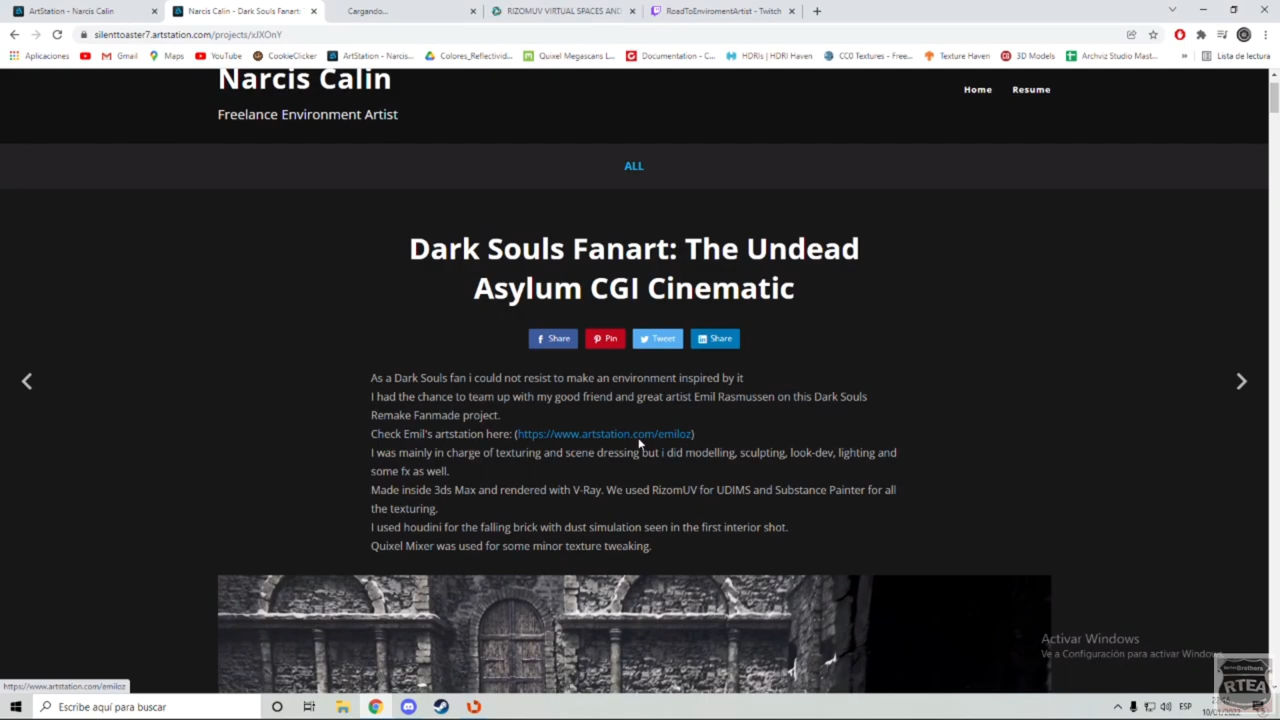 ArtStation - Narcis Calin
Narcis Calin - Dark Souls Fanart:
Cargando...
RIZOMUV VIRTUAL SPACES AND
RoadToEnviromentArtist - Twitch
silenttoaster7.artstation.com/projects/xJXOnY
Aplicaciones
Gmail
Maps
YouTube
CookieClicker
ArtStation - Narcis...
Colores_Reflectivid...
Quixel Megascans L...
Documentation - C...
HDRIs | HDRI Haven
CC0 Textures - Free...
Texture Haven
3D Models
Archviz Studio Mast...
Lista de lectura
Narcis Calin
Home
Resume
Freelance Environment Artist
ALL
Dark Souls Fanart: The Undead
Asylum CGI Cinematic
Share
Pin
Tweet
Share
As a Dark Souls fan i could not resist to make an environment inspired by it
I had the chance to team up with my good friend and great artist Emil Rasmussen on this Dark Souls
Remake Fanmade project.
Check Emil's artstation here: (https://www.artstation.com/emiloz)
I was mainly in charge of texturing and scene dressing but i did modelling, sculpting, look-dev, lighting and
some fx as well.
Made inside 3ds Max and rendered with V-Ray. We used RizomUV for UDIMS and Substance Painter for all
the texturing.
I used houdini for the falling brick with dust simulation seen in the first interior shot.
Quixel Mixer was used for some minor texture tweaking.
Activar Windows
Ve a Configuración para activar Windows.
https://www.artstation.com/emiloz
Escribe aquí para buscar
ESP
RTEA